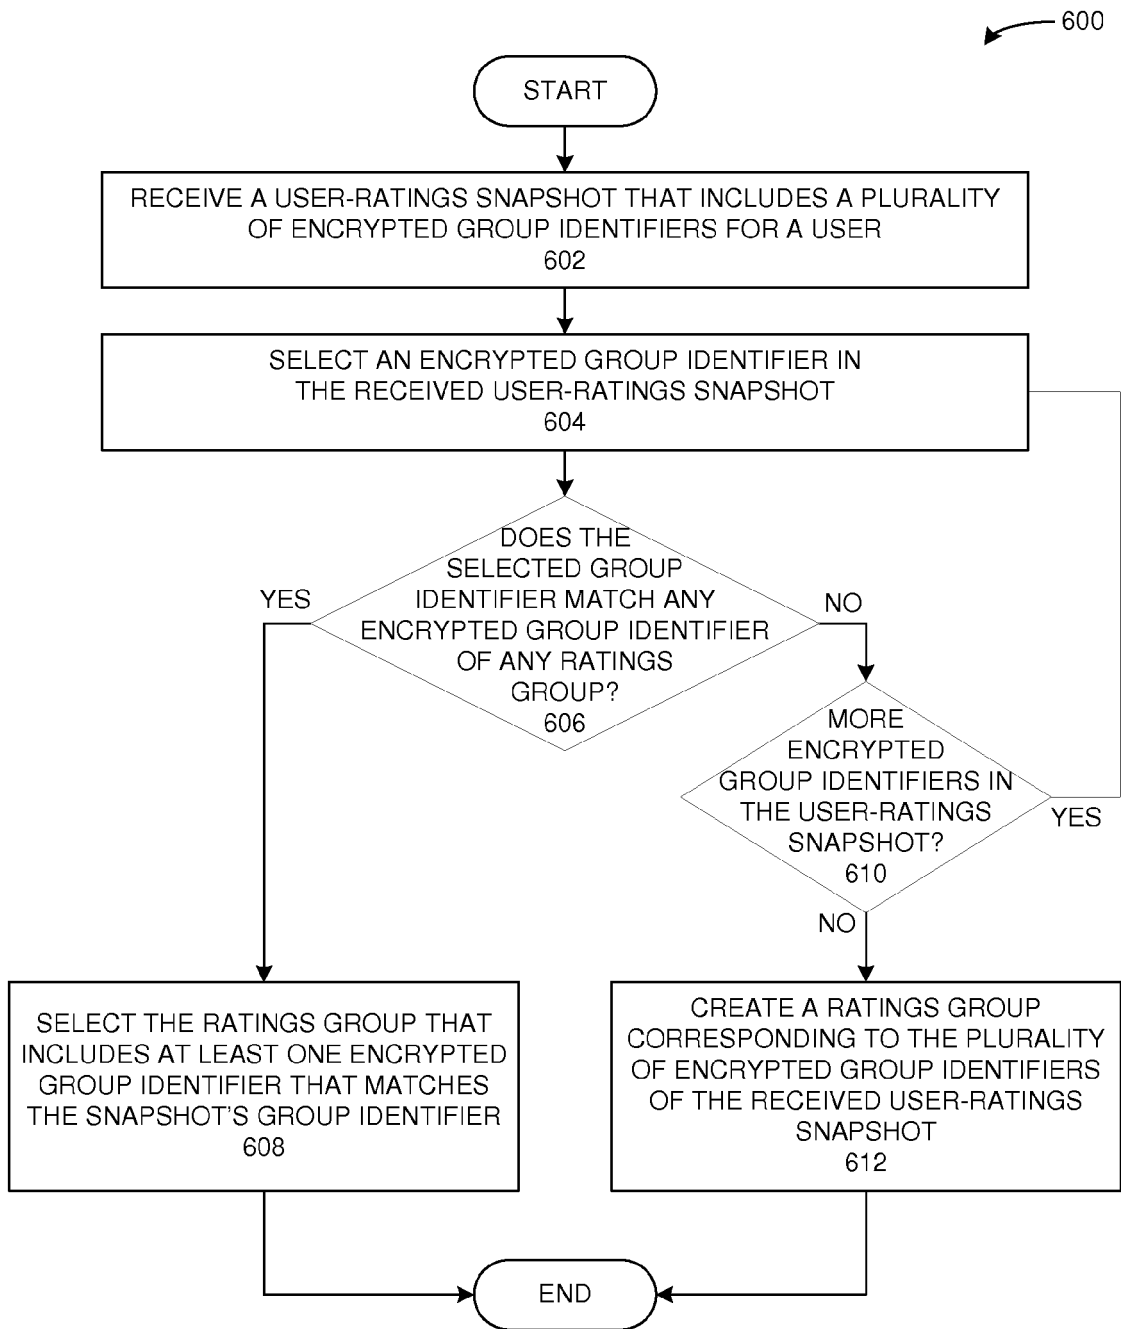 600
START
RECEIVE A USER-RATINGS SNAPSHOT THAT INCLUDES A PLURALITY
OF ENCRYPTED GROUP IDENTIFIERS FOR A USER
602
SELECT AN ENCRYPTED GROUP IDENTIFIER IN
THE RECEIVED USER-RATINGS SNAPSHOT
604
DOES THE
SELECTED GROUP
IDENTIFIER MATCH ANY
ENCRYPTED GROUP IDENTIFIER
OF ANY RATINGS
GROUP?
606
YES
NO
MORE
ENCRYPTED
GROUP IDENTIFIERS IN
THE USER-RATINGS
SNAPSHOT?
610
YES
NO
SELECT THE RATINGS GROUP THAT
INCLUDES AT LEAST ONE ENCRYPTED
GROUP IDENTIFIER THAT MATCHES
THE SNAPSHOT'S GROUP IDENTIFIER
608
CREATE A RATINGS GROUP
CORRESPONDING TO THE PLURALITY
OF ENCRYPTED GROUP IDENTIFIERS
OF THE RECEIVED USER-RATINGS
SNAPSHOT
612
END